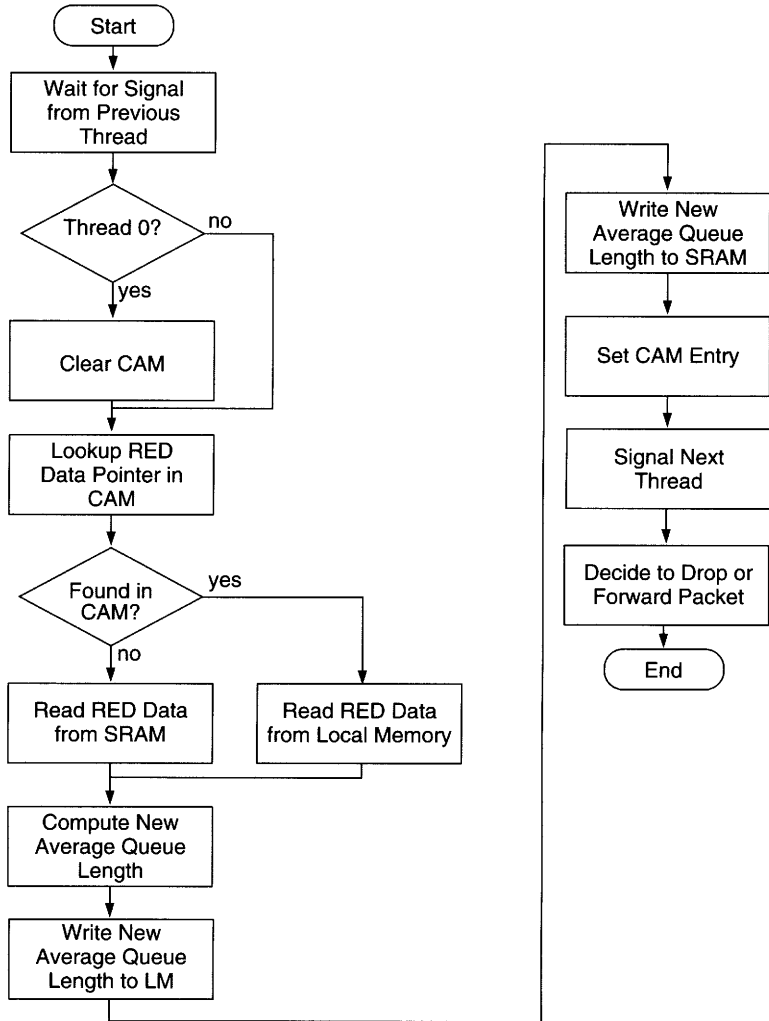 Start
Wait for Signal
from Previous
Thread
Thread 0?
no
yes
Clear CAM
Lookup RED
Data Pointer in
CAM
Found in
CAM?
yes
no
Read RED Data
from SRAM
Read RED Data
from Local Memory
Compute New
Average Queue
Length
Write New
Average Queue
Length to LM
Write New
Average Queue
Length to SRAM
Set CAM Entry
Signal Next
Thread
Decide to Drop or
Forward Packet
End